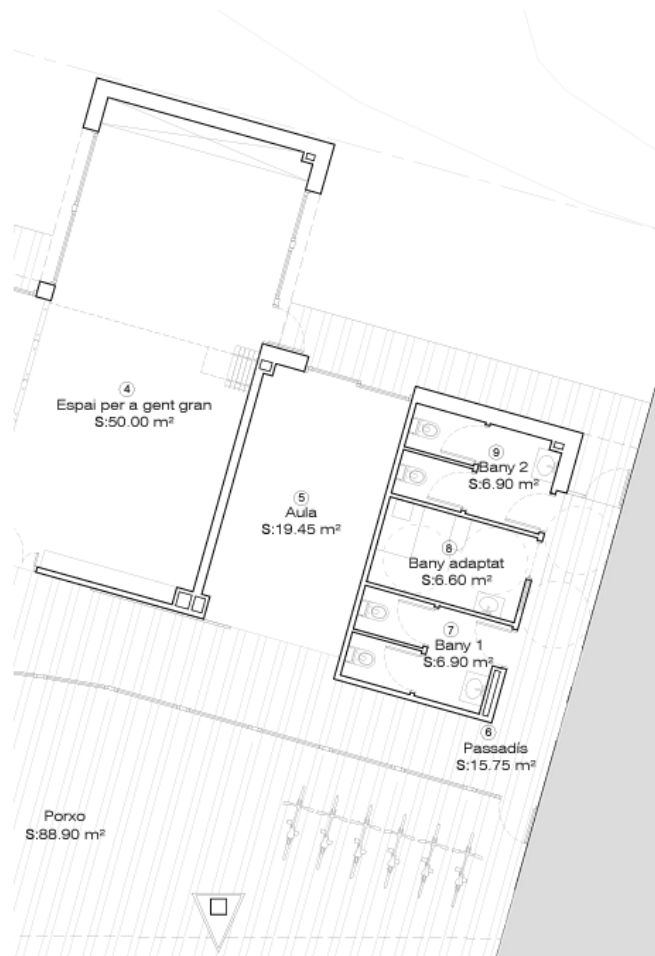 4
Espai per a gent gran
S:50.00 m²
9
Bany 2
S:6.90 m²
5
Aula
S:19.45 m²
8
Bany adaptat
S:6.60 m²
7
Bany 1
S:6.90 m²
6
Passadís
S:15.75 m²
Porxo
S:88.90 m²